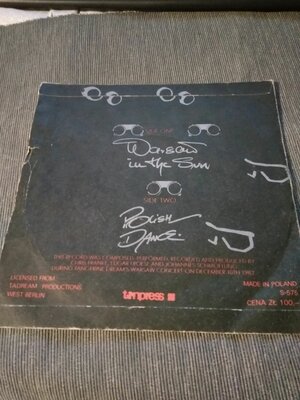 SIDE ONE
Warsaw
in the Sun
SIDE TWO
POLISH
DANCE
THIS RECORD WAS COMPOSED, PERFORMED, RECORDED AND PRODUCED BY
CHRIS FRANKE, EDGAR FROESE AND JOHANNES SCHMOELLING
DURING TANGERINE DREAM'S WARSAW CONCERT ON DECEMBER 10TH 1983
LICENSED FROM
TADREAM PRODUCTIONS
WEST BERLIN
tonpress
MADE IN POLAND
S-575
CENA ZŁ 100,-